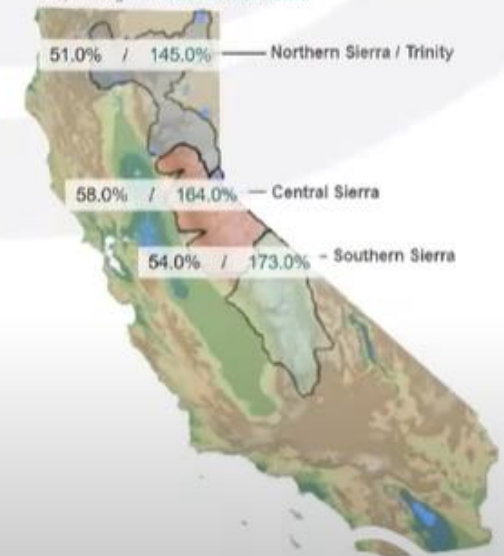 51.0% / 145.0% Northern Sierra / Trinity
58.0% / 164.0% Central Sierra
54.0% / 173.0% Southern Sierra